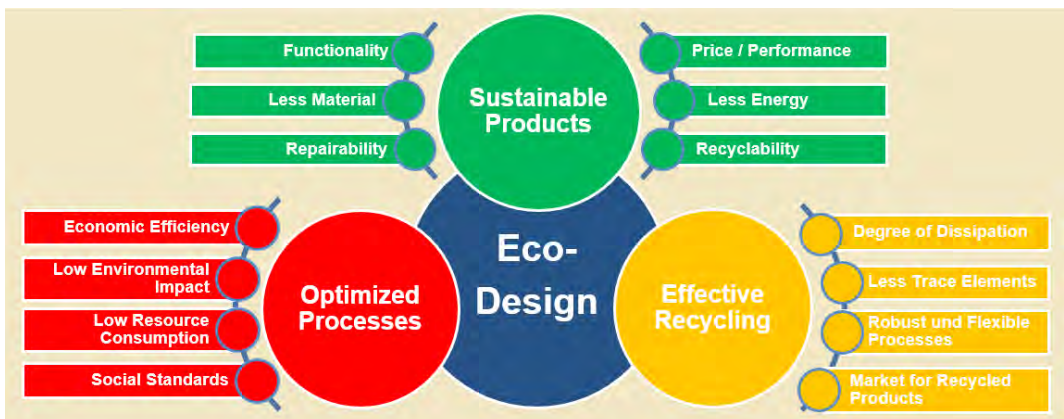 Functionality
Less Material
Repairability
Sustainable
Products
Price / Performance
Less Energy
Recyclability
Economic Efficiency
Low Environmental
Impact
Low Resource
Consumption
Social Standards
Optimized
Processes
Eco-
Design
Effective
Recycling
Degree of Dissipation
Less Trace Elements
Robust und Flexible
Processes
Market for Recycled
Products